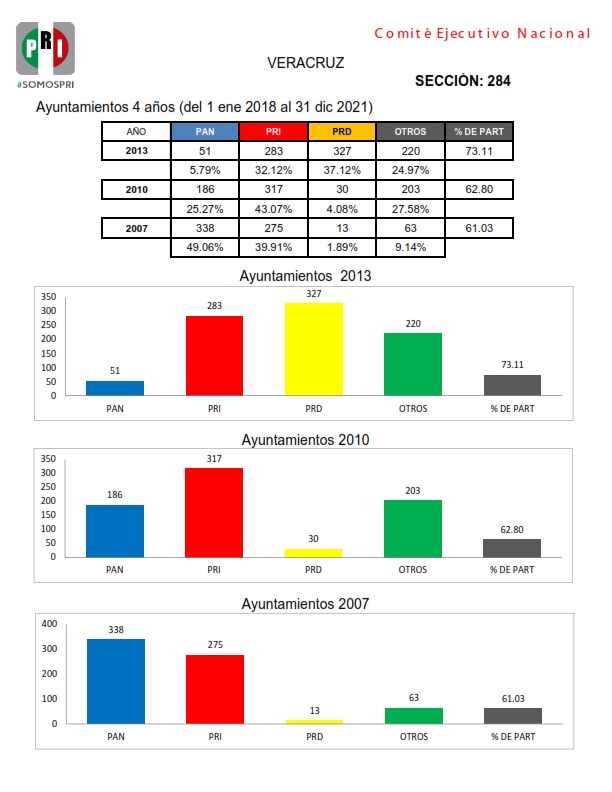 PRI
#SOMOSPRI
Comité Ejecutivo Nacional
VERACRUZ
SECCIÓN: 284
Ayuntamientos 4 años (del 1 ene 2018 al 31 dic 2021)
AÑO PAN PRI PRD OTROS % DE PART
2013 51 283 327 220 73.11
5.79% 32.12% 37.12% 24.97%
2010 186 317 30 203 62.80
25.27% 43.07% 4.08% 27.58%
2007 338 275 13 63 61.03
49.06% 39.91% 1.89% 9.14%
Ayuntamientos 2013
350
300
250
200
150
100
50
0
51 283 327 220 73.11
PAN PRI PRD OTROS % DE PART
Ayuntamientos 2010
350
300
250
200
150
100
50
0
186 317 30 203 62.80
PAN PRI PRD OTROS % DE PART
Ayuntamientos 2007
400
300
200
100
0
338 275 13 63 61.03
PAN PRI PRD OTROS % DE PART